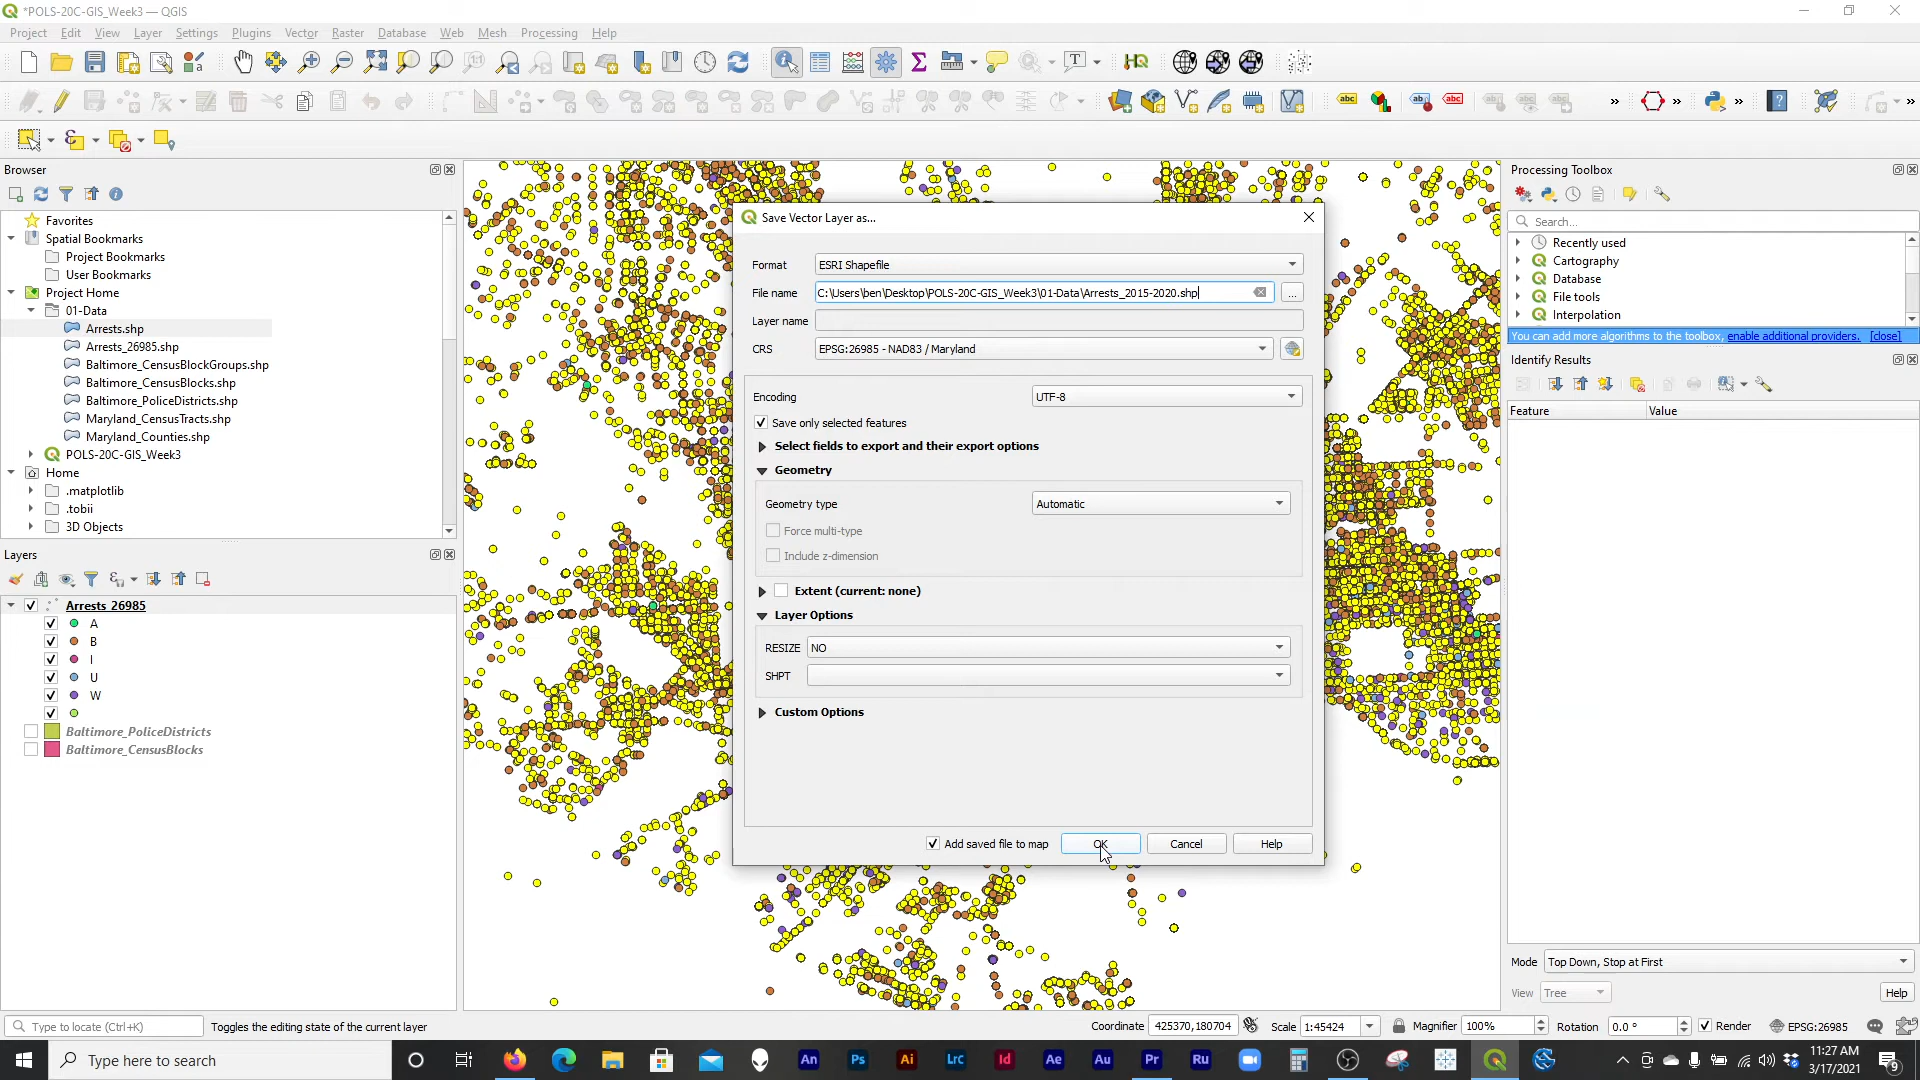 *POLS-20C-GIS_Week3 — QGIS
Project Edit View Layer Settings Plugins Vector Raster Database Web Mesh Processing Help
Browser
Favorites
Spatial Bookmarks
Project Bookmarks
User Bookmarks
Project Home
01-Data
Arrests.shp
Arrests_26985.shp
Baltimore_CensusBlockGroups.shp
Baltimore_CensusBlocks.shp
Baltimore_PoliceDistricts.shp
Maryland_CensusTracts.shp
Maryland_Counties.shp
POLS-20C-GIS_Week3
Home
.matplotlib
.tobii
3D Objects
Layers
Arrests_26985
A
B
I
U
W
Baltimore_PoliceDistricts
Baltimore_CensusBlocks
Save Vector Layer as...
Format ESRI Shapefile
File name C:\Users\ben\Desktop\POLS-20C-GIS_Week3\01-Data\Arrests_2015-2020.shp ...
Layer name
CRS EPSG:26985 - NAD83 / Maryland
Encoding UTF-8
Save only selected features
Select fields to export and their export options
Geometry
Geometry type Automatic
Force multi-type
Include z-dimension
Extent (current: none)
Layer Options
RESIZE NO
SHPT
Custom Options
Add saved file to map OK Cancel Help
Processing Toolbox
Search...
Recently used
Cartography
Database
File tools
Interpolation
You can add more algorithms to the toolbox, enable additional providers. [close]
Identify Results
Feature Value
Mode Top Down, Stop at First
View Tree Help
Type to locate (Ctrl+K) Toggles the editing state of the current layer Coordinate 425370,180704 Scale 1:45424 Magnifier 100% Rotation 0.0 ° Render EPSG:26985
Type here to search An Ps Ai Lrc Id Ae Au Pr Ru 11:27 AM
3/17/2021 9